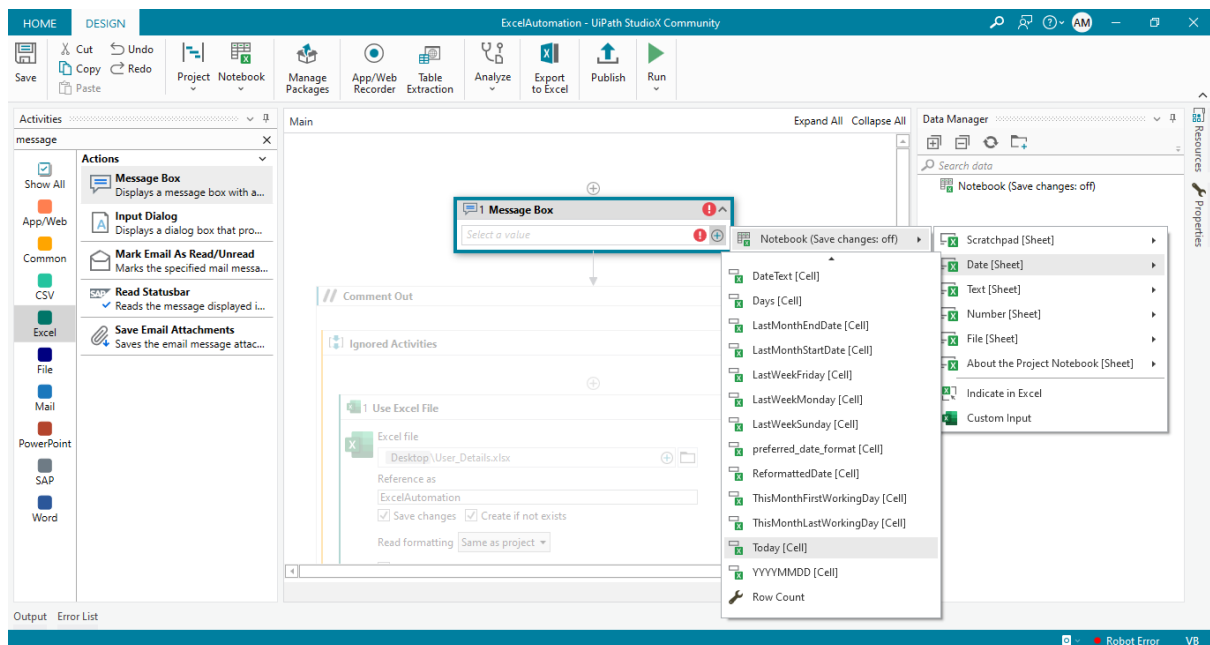 HOME DESIGN ExcelAutomation - UiPath StudioX Community AM
Save
Cut
Copy
Paste
Undo
Redo
Project
Notebook
Manage Packages
App/Web Recorder
Table Extraction
Analyze
Export to Excel
Publish
Run
Activities
message
Show All
App/Web
Common
CSV
Excel
File
Mail
PowerPoint
SAP
Word
Actions
Message Box
Displays a message box with a...
Input Dialog
Displays a dialog box that pro...
Mark Email As Read/Unread
Marks the specified mail messa...
Read Statusbar
Reads the message displayed i...
Save Email Attachments
Saves the email message attac...
Main
Expand All Collapse All
1 Message Box
Select a value
// Comment Out
Ignored Activities
1 Use Excel File
Excel file
Desktop\User_Details.xlsx
Reference as
ExcelAutomation
Save changes Create if not exists
Read formatting Same as project
Notebook (Save changes: off)
DateText [Cell]
Days [Cell]
LastMonthEndDate [Cell]
LastMonthStartDate [Cell]
LastWeekFriday [Cell]
LastWeekMonday [Cell]
LastWeekSunday [Cell]
preferred_date_format [Cell]
ReformattedDate [Cell]
ThisMonthFirstWorkingDay [Cell]
ThisMonthLastWorkingDay [Cell]
Today [Cell]
YYYYMMDD [Cell]
Row Count
Scratchpad [Sheet]
Date [Sheet]
Text [Sheet]
Number [Sheet]
File [Sheet]
About the Project Notebook [Sheet]
Indicate in Excel
Custom Input
Data Manager
Search data
Notebook (Save changes: off)
Resources
Properties
Output Error List
Robot Error VB